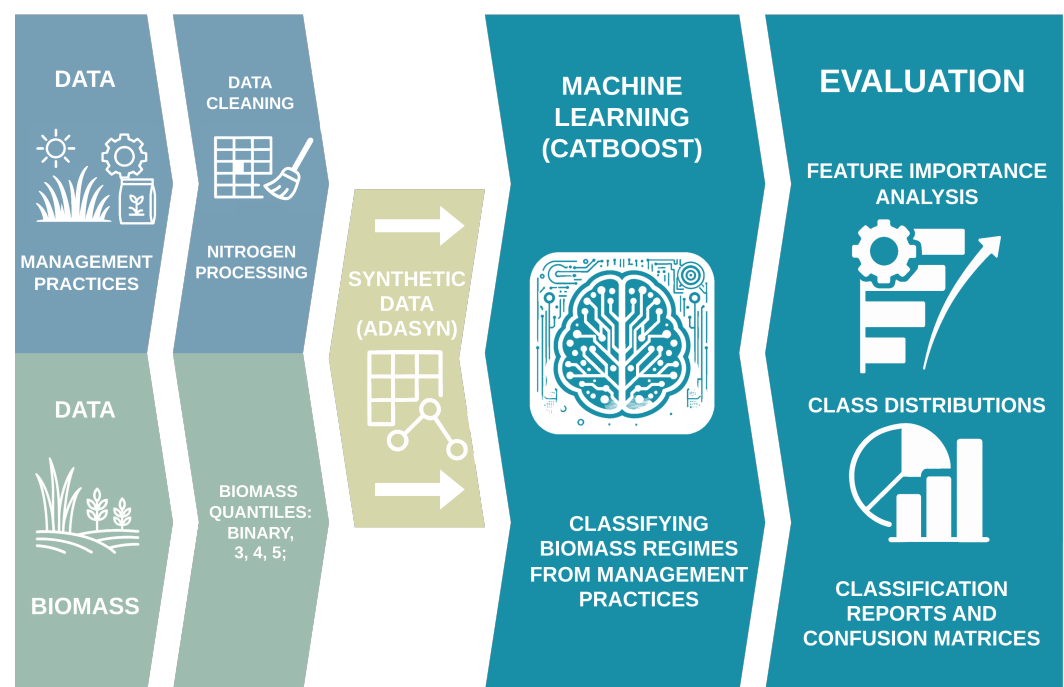 DATA
MANAGEMENT
PRACTICES
DATA
BIOMASS
DATA
CLEANING
NITROGEN
PROCESSING
BIOMASS
QUANTILES:
BINARY,
3, 4, 5;
SYNTHETIC
DATA
(ADASYN)
MACHINE
LEARNING
(CATBOOST)
CLASSIFYING
BIOMASS REGIMES
FROM MANAGEMENT
PRACTICES
EVALUATION
FEATURE IMPORTANCE
ANALYSIS
CLASS DISTRIBUTIONS
CLASSIFICATION
REPORTS AND
CONFUSION MATRICES